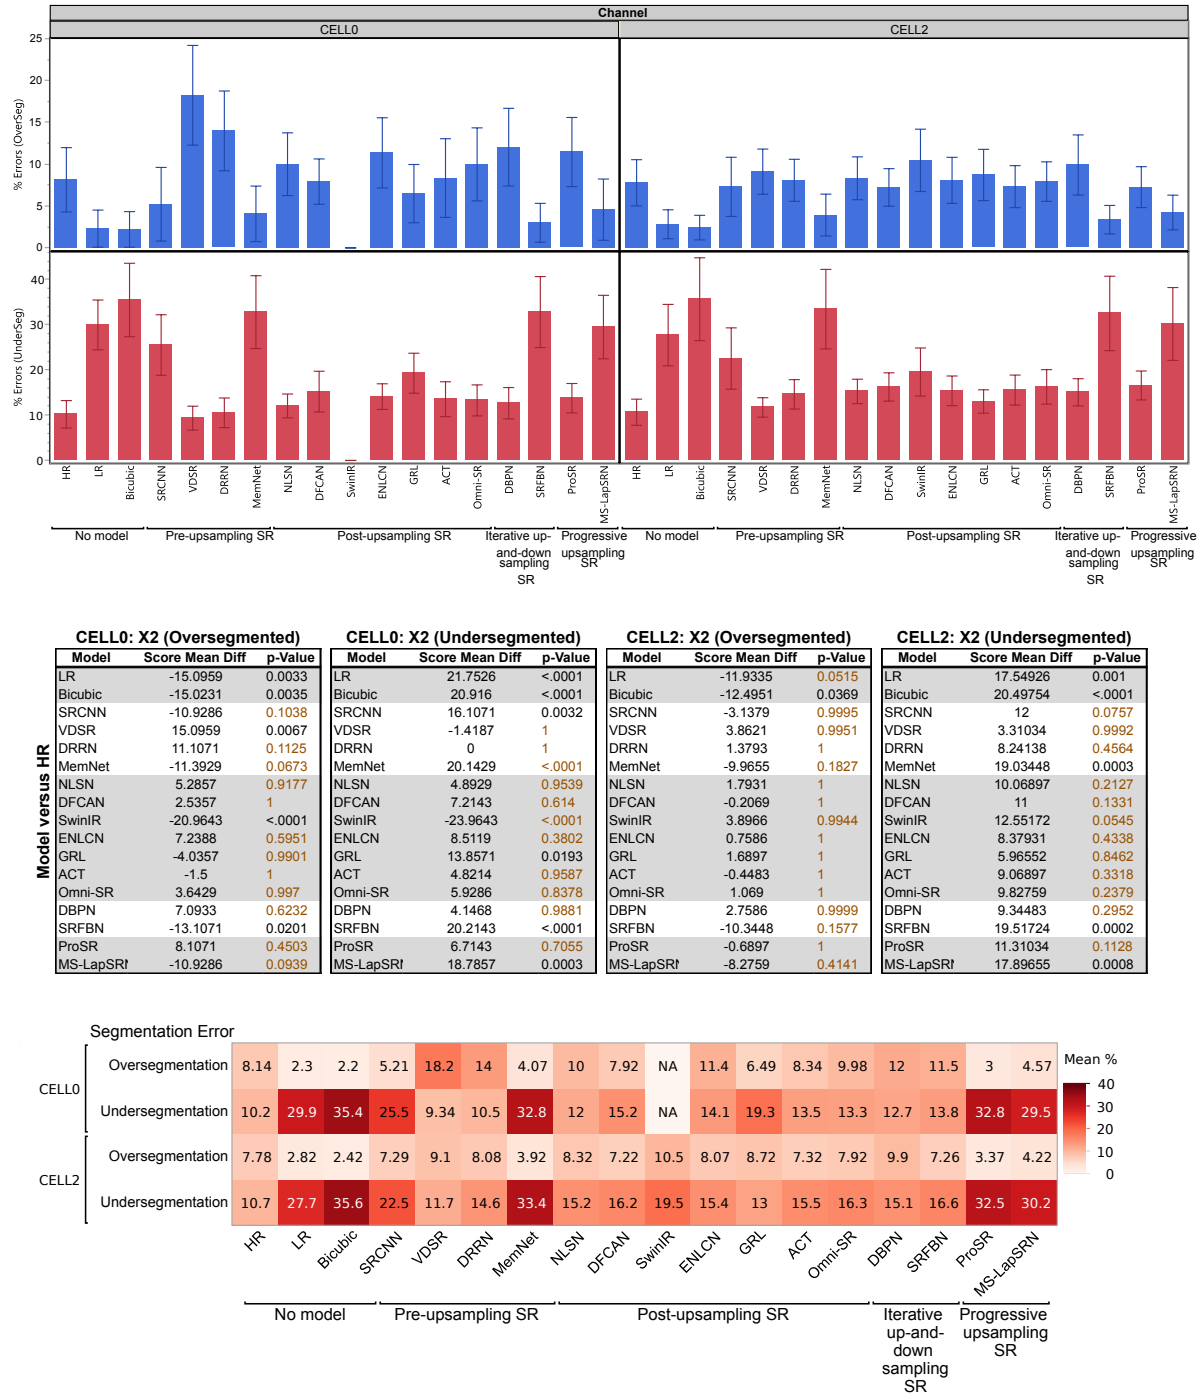 Channel
CELL0 CELL2
% Errors (OverSeg)
25
20
15
10
5
0
% Errors (UnderSeg)
40
30
20
10
0
HR LR Bicubic SRCNN VDSR DRRN MemNet NLSN DFCAN SwinIR ENLCN GRL ACT Omni-SR DBPN SRFBN ProSR MS-LapSRN HR LR Bicubic SRCNN VDSR DRRN MemNet NLSN DFCAN SwinIR ENLCN GRL ACT Omni-SR DBPN SRFBN ProSR MS-LapSRN
No model Pre-upsampling SR Post-upsampling SR Iterative up-and-down sampling SR Progressive upsampling SR No model Pre-upsampling SR Post-upsampling SR Iterative up-and-down sampling SR Progressive upsampling SR
Model versus HR
CELL0: X2 (Oversegmented)
Model Score Mean Diff p-Value
LR -15.0959 0.0033
Bicubic -15.0231 0.0035
SRCNN -10.9286 0.1038
VDSR 15.0959 0.0067
DRRN 11.1071 0.1125
MemNet -11.3929 0.0673
NLSN 5.2857 0.9177
DFCAN 2.5357 1
SwinIR -20.9643 <.0001
ENLCN 7.2388 0.5951
GRL -4.0357 0.9901
ACT -1.5 1
Omni-SR 3.6429 0.997
DBPN 7.0933 0.6232
SRFBN -13.1071 0.0201
ProSR 8.1071 0.4503
MS-LapSRN -10.9286 0.0939
CELL0: X2 (Undersegmented)
Model Score Mean Diff p-Value
LR 21.7526 <.0001
Bicubic 20.916 <.0001
SRCNN 16.1071 0.0032
VDSR -1.4187 1
DRRN 0 1
MemNet 20.1429 <.0001
NLSN 4.8929 0.9539
DFCAN 7.2143 0.614
SwinIR -23.9643 <.0001
ENLCN 8.5119 0.3802
GRL 13.8571 0.0193
ACT 4.8214 0.9587
Omni-SR 5.9286 0.8378
DBPN 4.1468 0.9881
SRFBN 20.2143 <.0001
ProSR 6.7143 0.7055
MS-LapSRN 18.7857 0.0003
CELL2: X2 (Oversegmented)
Model Score Mean Diff p-Value
LR -11.9335 0.0515
Bicubic -12.4951 0.0369
SRCNN -3.1379 0.9995
VDSR 3.8621 0.9951
DRRN 1.3793 1
MemNet -9.9655 0.1827
NLSN 1.7931 1
DFCAN -0.2069 1
SwinIR 3.8966 0.9944
ENLCN 0.7586 1
GRL 1.6897 1
ACT -0.4483 1
Omni-SR 1.069 1
DBPN 2.7586 0.9999
SRFBN -10.3448 0.1577
ProSR -0.6897 1
MS-LapSRN -8.2759 0.4141
CELL2: X2 (Undersegmented)
Model Score Mean Diff p-Value
LR 17.54926 0.001
Bicubic 20.49754 <.0001
SRCNN 12 0.0757
VDSR 3.31034 0.9992
DRRN 8.24138 0.4564
MemNet 19.03448 0.0003
NLSN 10.06897 0.2127
DFCAN 11 0.1331
SwinIR 12.55172 0.0545
ENLCN 8.37931 0.4338
GRL 5.96552 0.8462
ACT 9.06897 0.3318
Omni-SR 9.82759 0.2379
DBPN 9.34483 0.2952
SRFBN 19.51724 0.0002
ProSR 11.31034 0.1128
MS-LapSRN 17.89655 0.0008
Segmentation Error
CELL0
Oversegmentation 8.14 2.3 2.2 5.21 18.2 14 4.07 10 7.92 NA 11.4 6.49 8.34 9.98 12 11.5 3 4.57
Undersegmentation 10.2 29.9 35.4 25.5 9.34 10.5 32.8 12 15.2 NA 14.1 19.3 13.5 13.3 12.7 13.8 32.8 29.5
CELL2
Oversegmentation 7.78 2.82 2.42 7.29 9.1 8.08 3.92 8.32 7.22 10.5 8.07 8.72 7.32 7.92 9.9 7.26 3.37 4.22
Undersegmentation 10.7 27.7 35.6 22.5 11.7 14.6 33.4 15.2 16.2 19.5 15.4 13 15.5 16.3 15.1 16.6 32.5 30.2
Mean %
40
30
20
10
0
HR LR Bicubic SRCNN VDSR DRRN MemNet NLSN DFCAN SwinIR ENLCN GRL ACT Omni-SR DBPN SRFBN ProSR MS-LapSRN
No model Pre-upsampling SR Post-upsampling SR Iterative up-and-down sampling SR Progressive upsampling SR